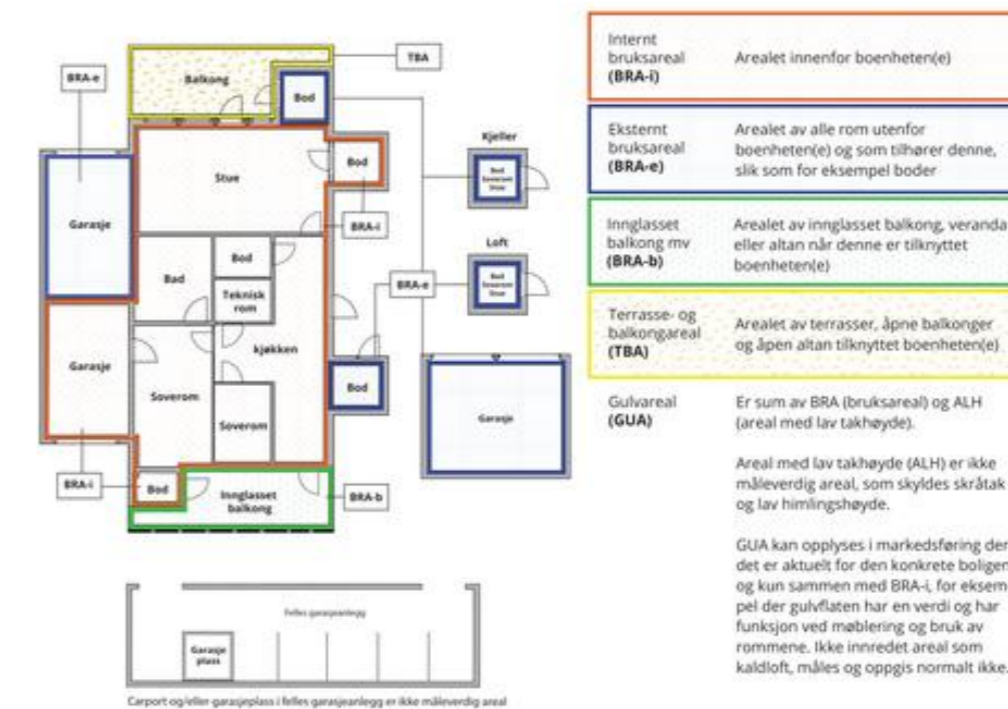 TBA
BRA-e
Balkong
Bod
Kjeller
Bod
Stue
Bod
Garasje
BRA-i
Loft
Bod
Bad
BRA-e
Teknisk
rom
kjøkken
Garasje
Soverom
Bod
Garasje
Soverom
BRA-i
Bod
Innglasset
balkong
BRA-b
Felles garasjeanlegg
Garasje
plass
Carport og/eller garasjeplass i felles garasjeanlegg er ikke måleverdig areal
Internt
bruksareal
(BRA-i)
Arealet innenfor boenheten(e)
Eksternt
bruksareal
(BRA-e)
Arealet av alle rom utenfor
boenheten(e) og som tilhører denne,
slik som for eksempel boder
Innglasset
balkong mv
(BRA-b)
Arealet av innglasset balkong, veranda
eller altan når denne er tilknyttet
boenheten(e)
Terrasse- og
balkongareal
(TBA)
Arealet av terrasser, åpne balkonger
og åpen altan tilknyttet boenheten(e)
Gulvareal
(GUA)
Er sum av BRA (bruksareal) og ALH
(areal med lav takhøyde).
Areal med lav takhøyde (ALH) er ikke
måleverdig areal, som skyldes skråtak
og lav himlingshøyde.
GUA kan opplyses i markedsføring der
det er aktuelt for den konkrete boligen
og kun sammen med BRA-i, for eksem-
pel der gulvflaten har en verdi og har
funksjon ved møblering og bruk av
rommene. Ikke innredet areal som
kaldloft, måles og oppgis normalt ikke.